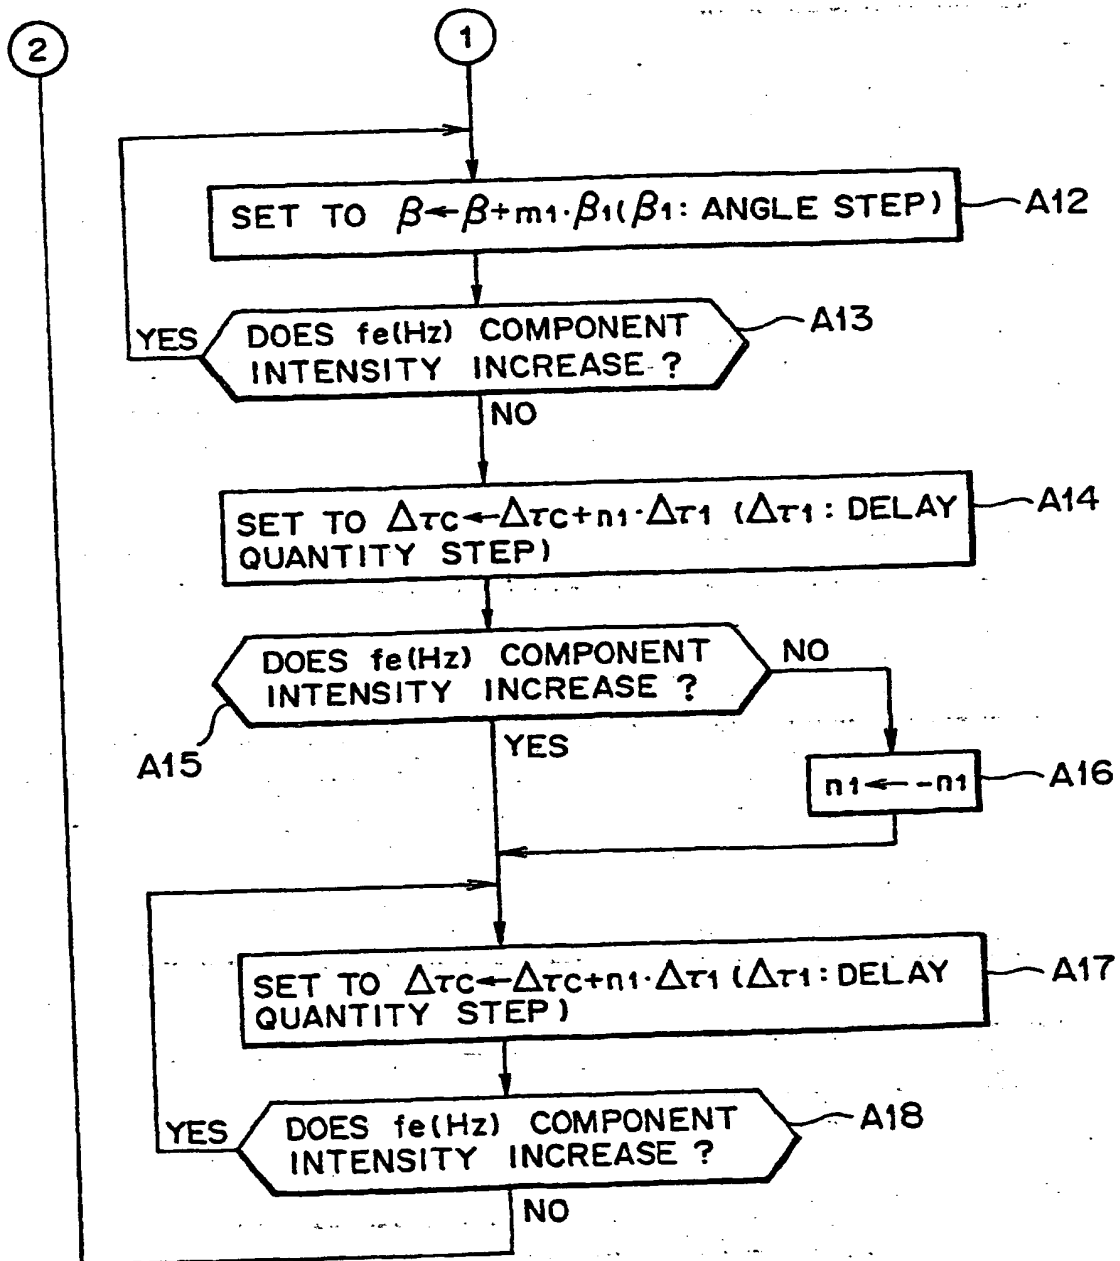 2
1
SET TO β←β+m1·β1(β1: ANGLE STEP)
A12
YES
DOES fe(Hz) COMPONENT
INTENSITY INCREASE ?
A13
NO
SET TO Δτc←Δτc+n1·Δτ1 (Δτ1: DELAY
QUANTITY STEP)
A14
DOES fe(Hz) COMPONENT
INTENSITY INCREASE ?
NO
A15
YES
n1← -n1
A16
SET TO Δτc←Δτc+n1·Δτ1 (Δτ1: DELAY
QUANTITY STEP)
A17
YES
DOES fe(Hz) COMPONENT
INTENSITY INCREASE ?
A18
NO